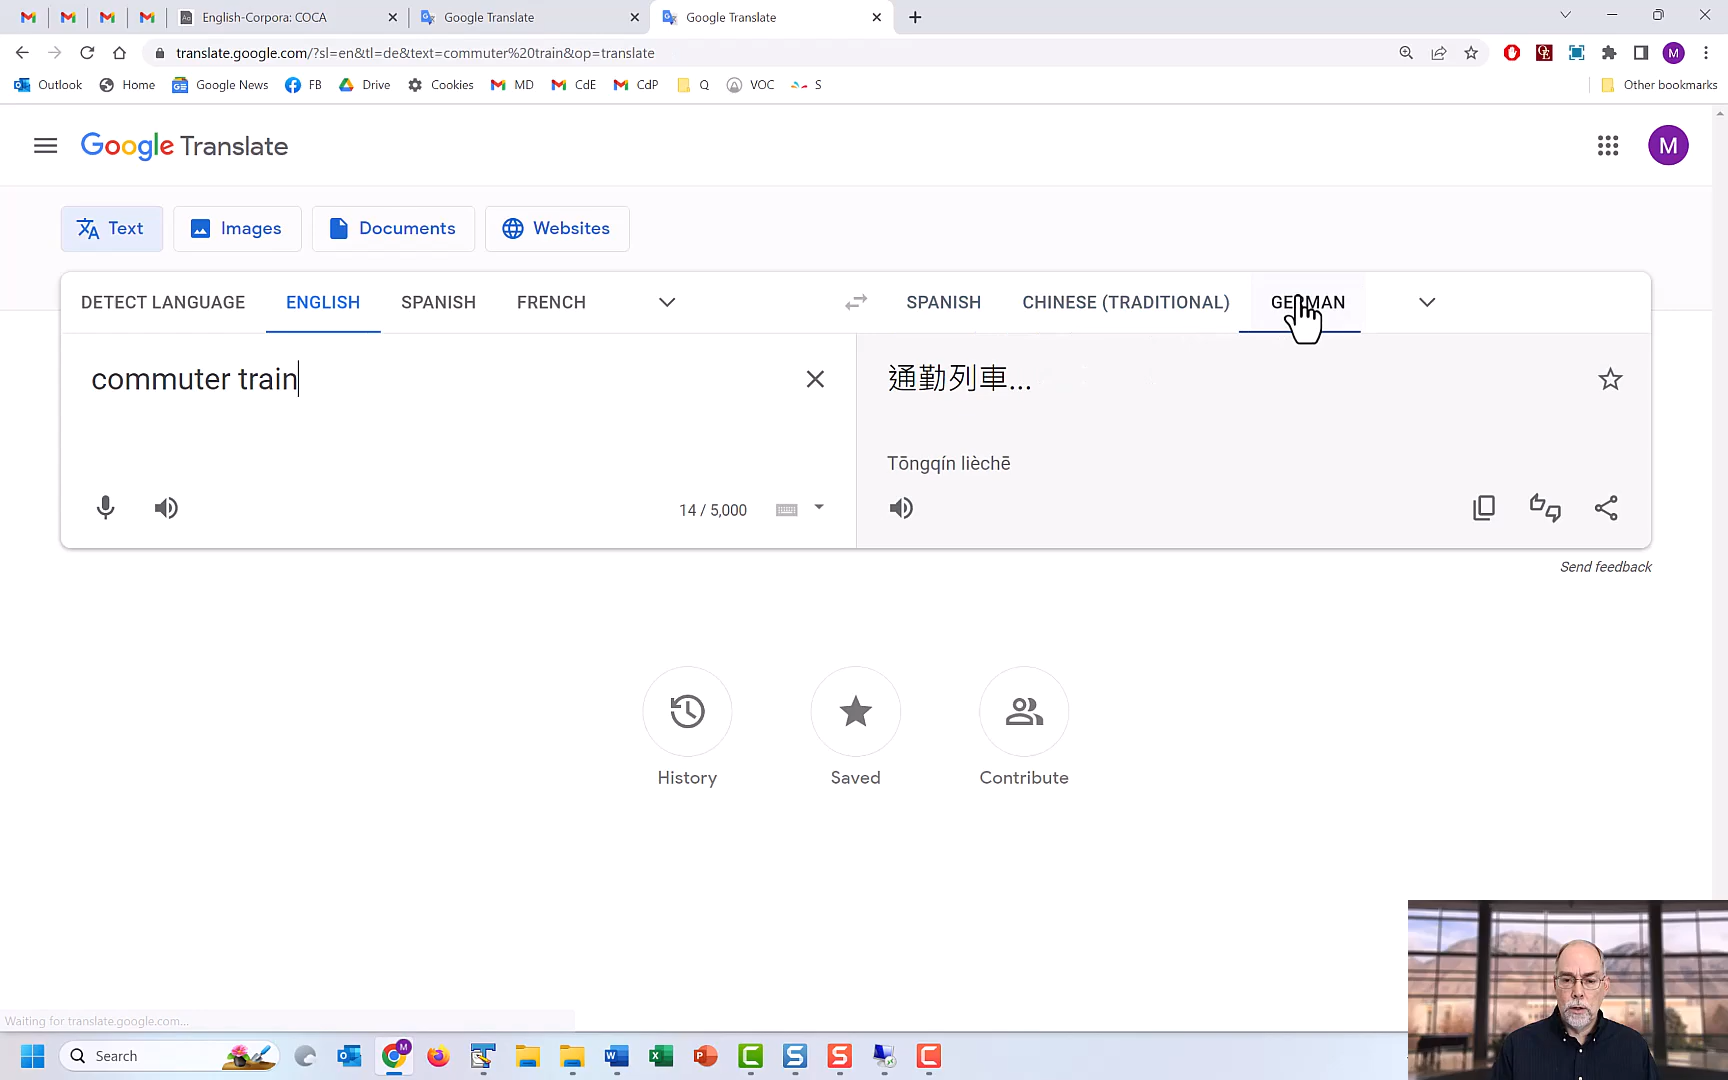 English-Corpora: COCA
Google Translate
Google Translate
translate.google.com/?sl=en&tl=de&text=commuter%20train&op=translate
M
Outlook
Home
Google News
FB
Drive
Cookies
MD
CdE
CdP
Q
VOC
S
Other bookmarks
Google Translate
M
Text
Images
Documents
Websites
DETECT LANGUAGE
ENGLISH
SPANISH
FRENCH
SPANISH
CHINESE (TRADITIONAL)
GERMAN
commuter train
通勤列車...
Tōngqín lièchē
14 / 5,000
Send feedback
History
Saved
Contribute
Waiting for translate.google.com...
Search
M